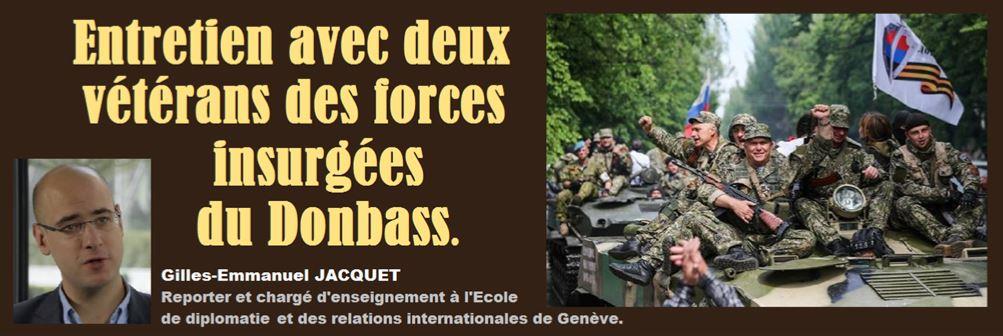 Entretien avec deux
vétérans des forces
insurgées
du Donbass.
Gilles-Emmanuel JACQUET
Reporter et chargé d'enseignement à l'Ecole
de diplomatie et des relations internationales de Genève.